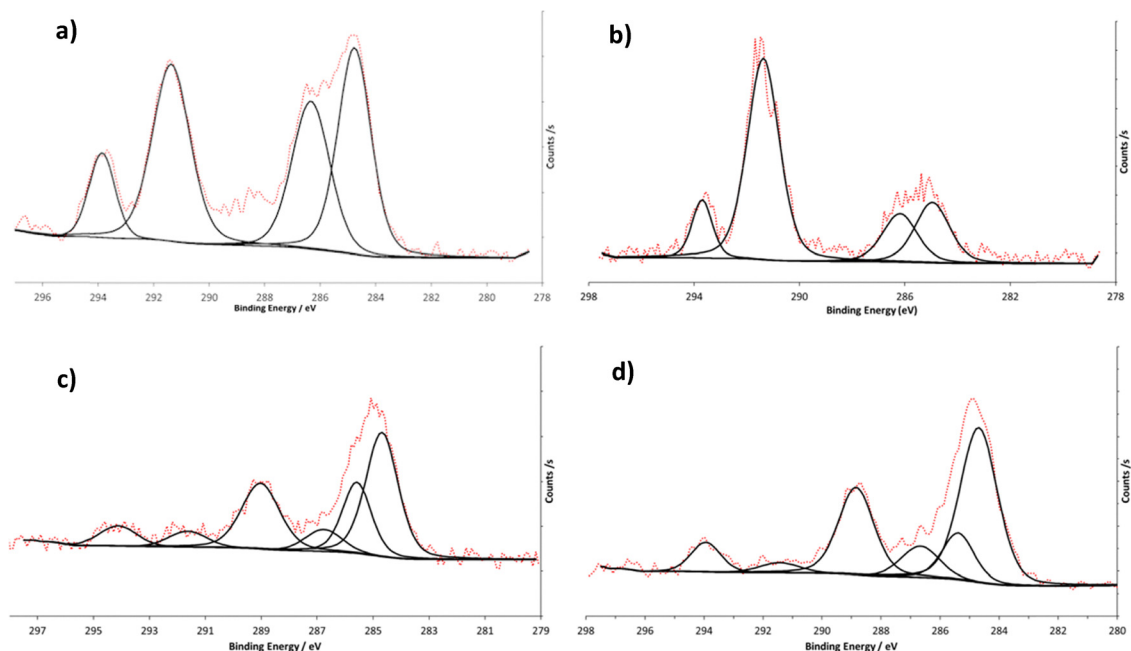 a)
Counts /s
296 294 292 290 288 286 284 282 280 278
Binding Energy / eV
b)
Counts /s
298 294 290 286 282 278
Binding Energy (eV)
c)
Counts /s
297 295 293 291 289 287 285 283 281 279
Binding Energy / eV
d)
Counts /s
298 296 294 292 290 288 286 284 282 280
Binding Energy / eV